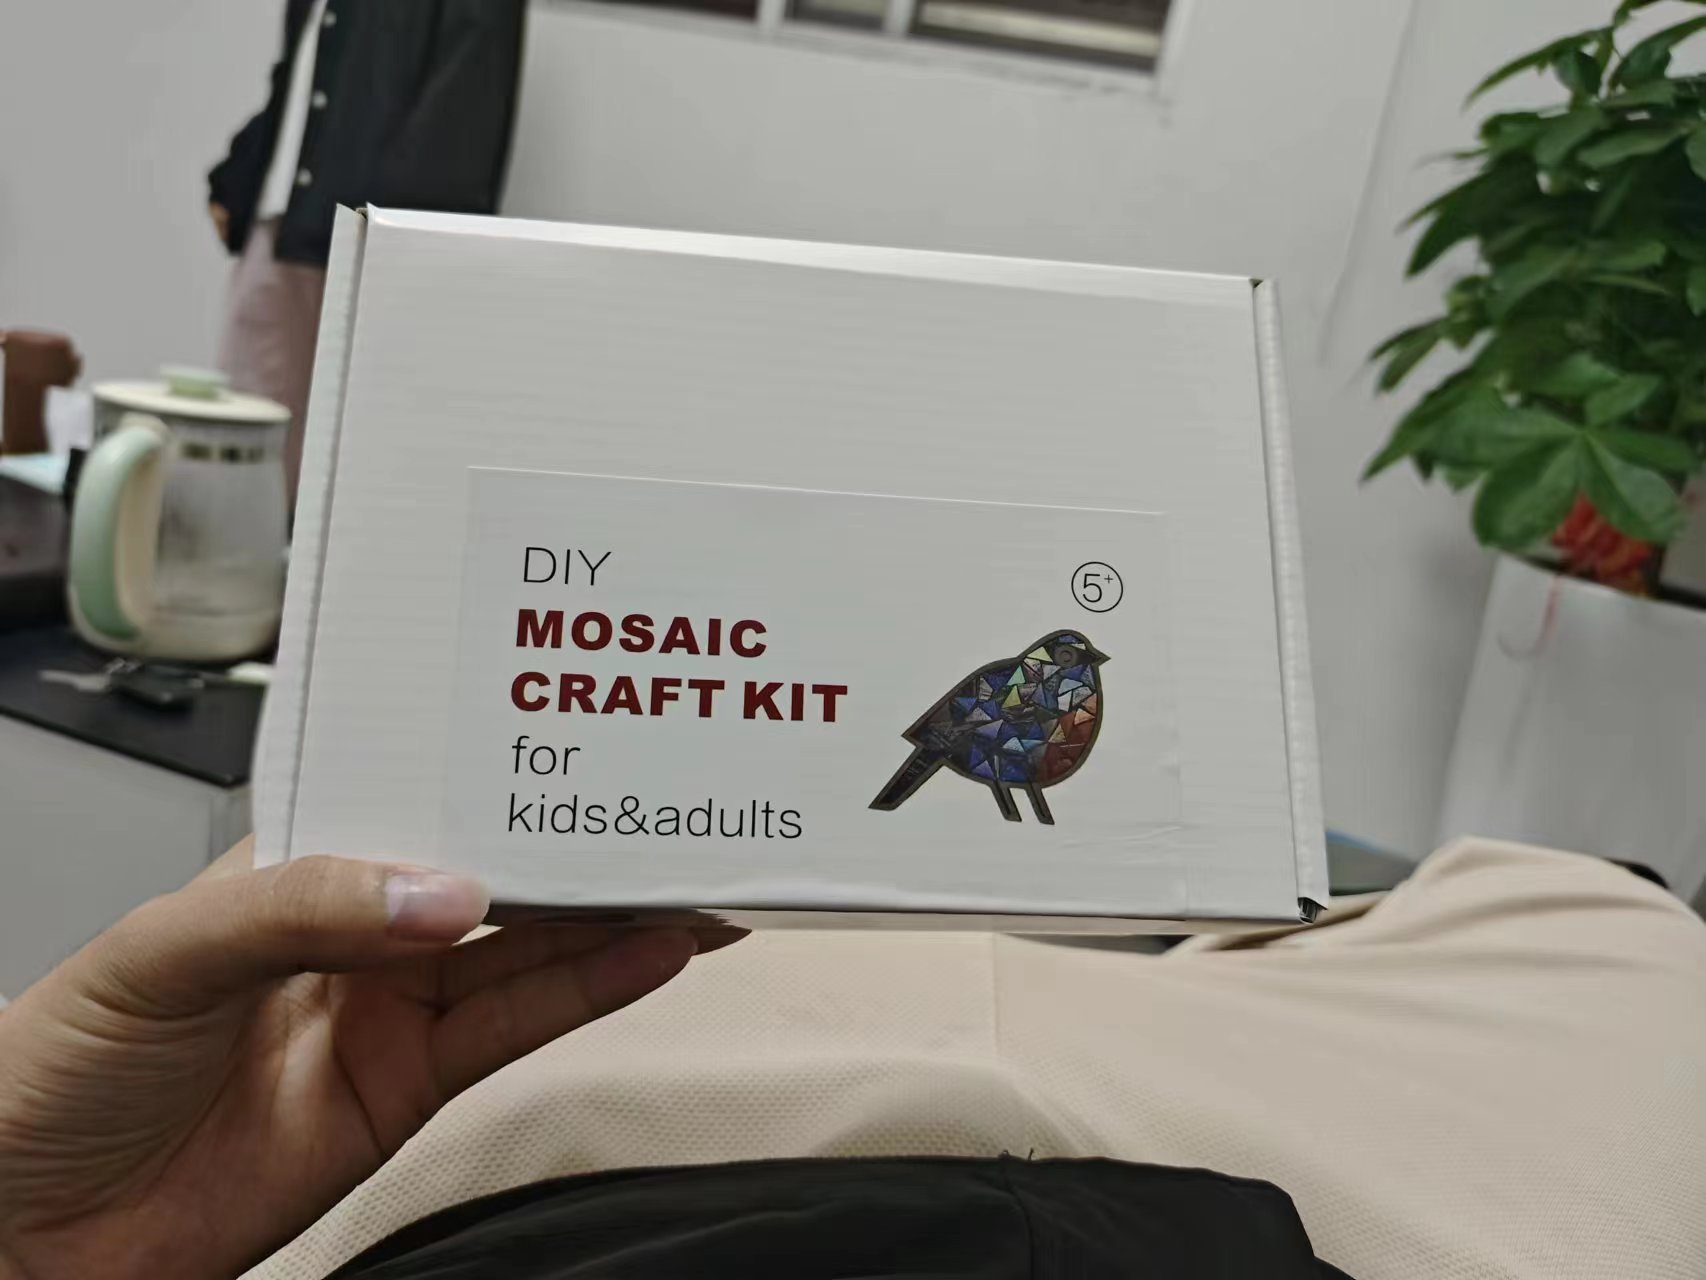 DIY
5+
MOSAIC
CRAFT KIT
for
kids&adults